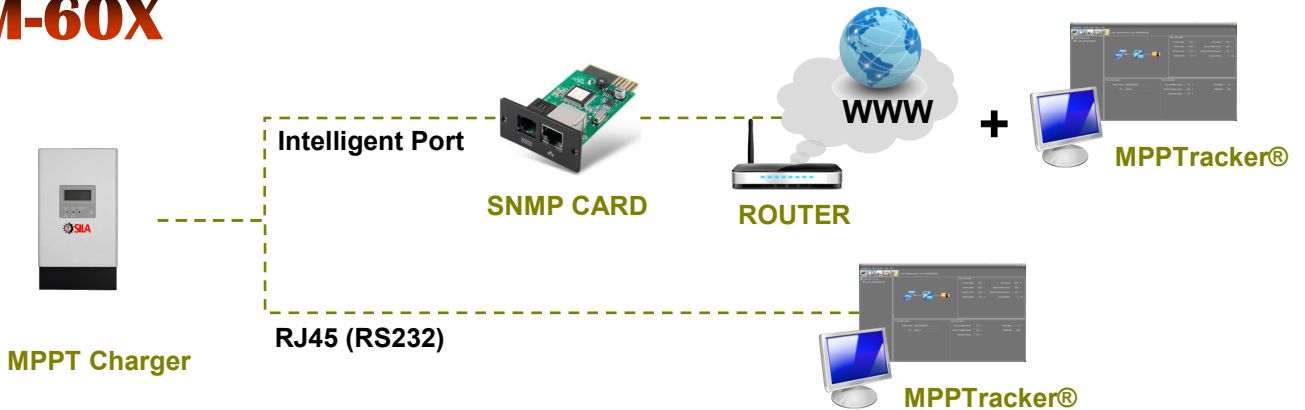 M-60X
Intelligent Port
SNMP CARD
ROUTER
WWW
+
MPPTracker®
SILA
MPPT Charger
RJ45 (RS232)
MPPTracker®